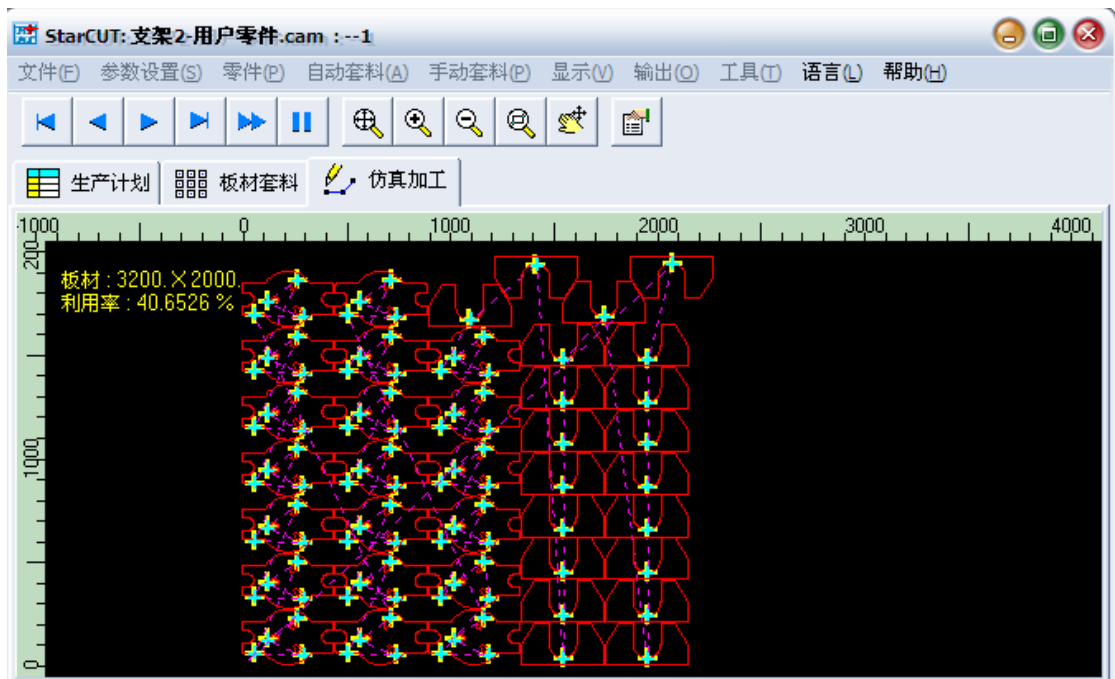 StarCUT: 支架2-用户零件.cam : --1
文件(F) 参数设置(S) 零件(P) 自动套料(A) 手动套料(P) 显示(V) 输出(O) 工具(T) 语言(L) 帮助(H)
生产计划 板材套料 仿真加工
-1000 0 1000 2000 3000 4000
200
板材 : 3200. X 2000.
利用率 : 40.6526 %
1000
0